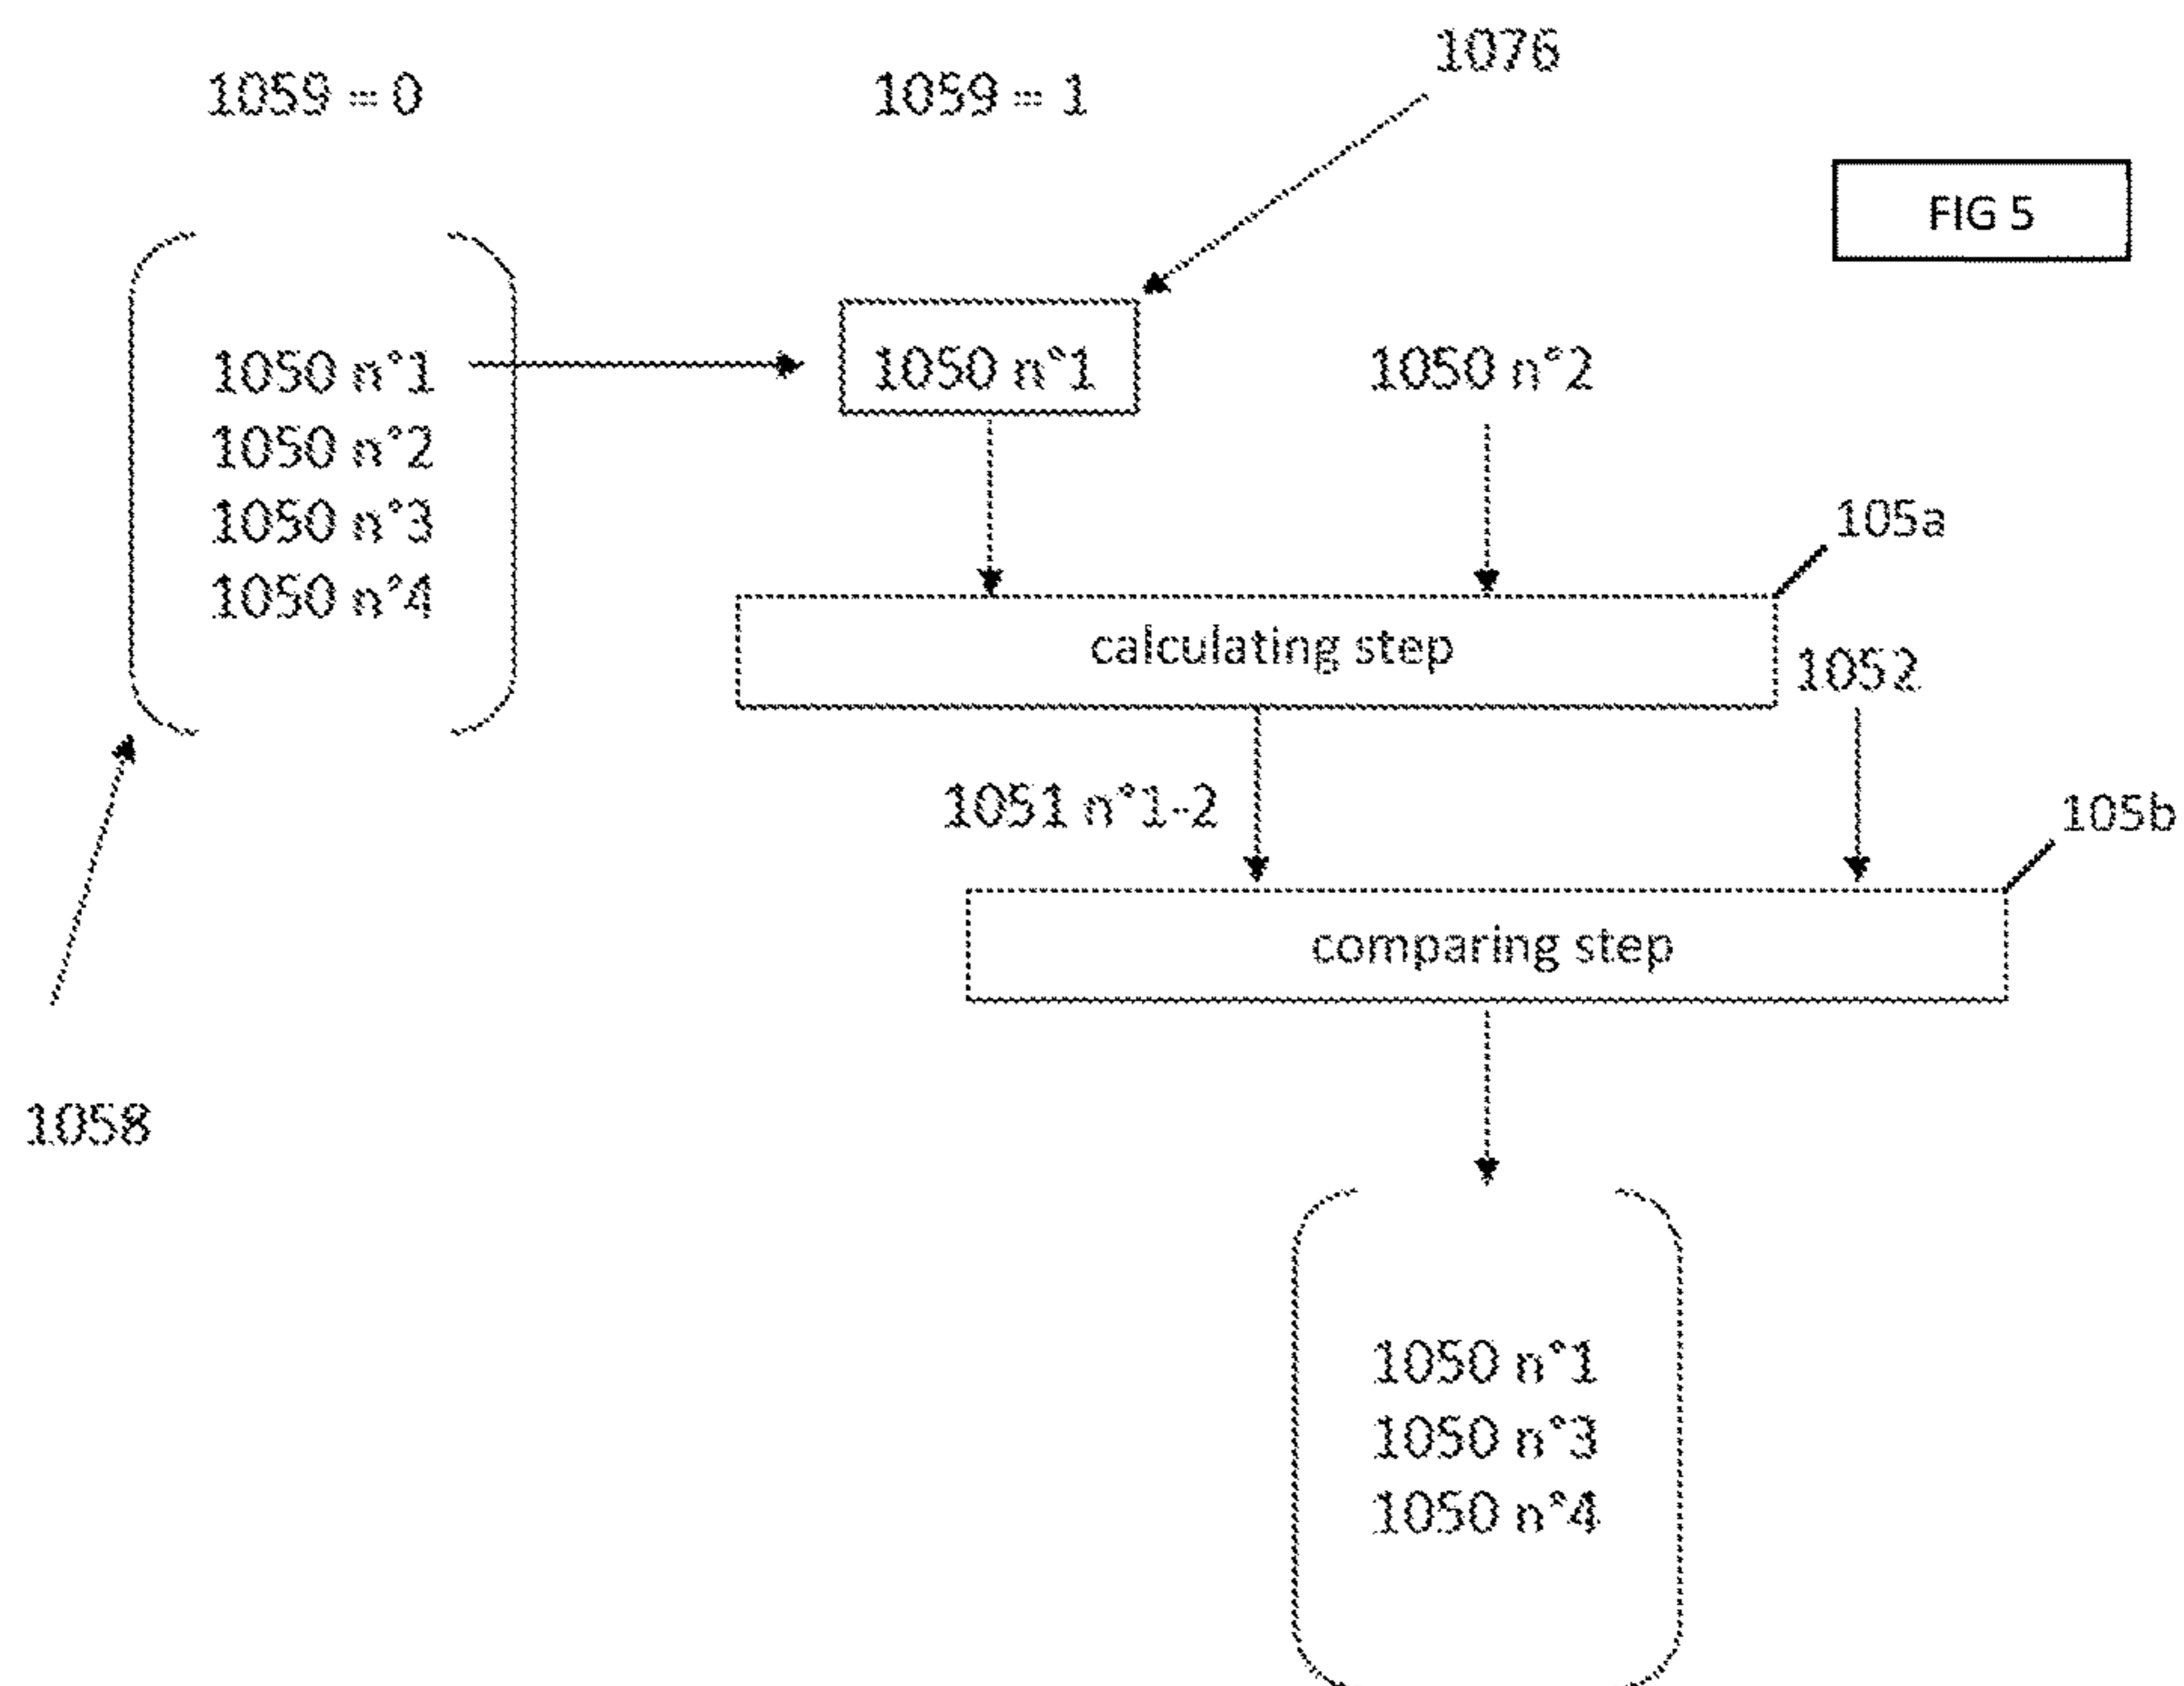 1076
1059 = 0
1059 = 1
FIG 5
1050 n°1
1050 n°2
1050 n°3
1050 n°4
1050 n°1
1050 n°2
105a
calculating step
1052
1051 n°1-2
105b
comparing step
1058
1050 n°1
1050 n°3
1050 n°4